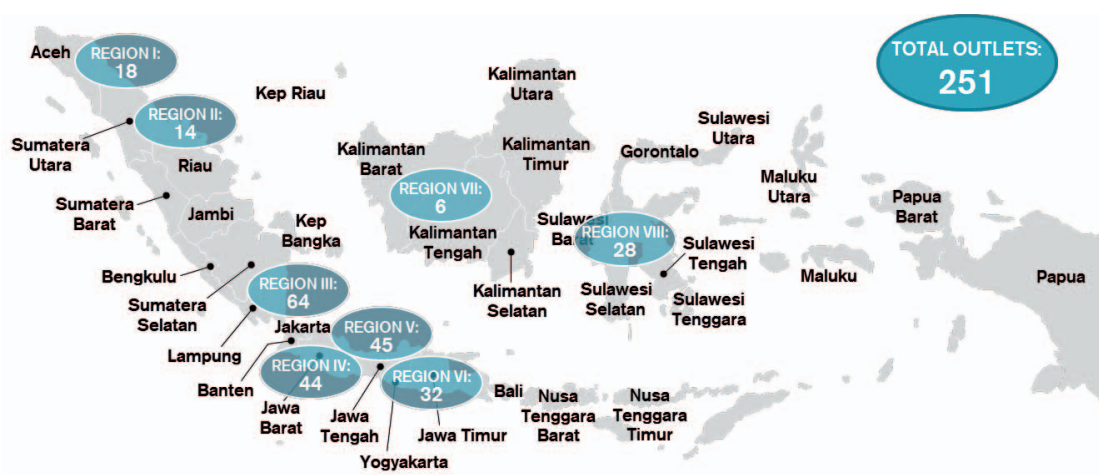 TOTAL OUTLETS:
251
Aceh
REGION I:
18
Kep Riau
Kalimantan
Utara
REGION II:
14
Sumatera
Utara
Riau
Kalimantan
Barat
Kalimantan
Timur
Sulawesi
Utara
Gorontalo
Maluku
Utara
REGION VII:
6
Papua
Barat
Sumatera
Barat
Jambi
Kep
Bangka
Kalimantan
Tengah
Sulawesi
Barat
REGION VIII:
28
Sulawesi
Tengah
Bengkulu
Sumatera
Selatan
REGION III:
64
Kalimantan
Selatan
Sulawesi
Selatan
Sulawesi
Tenggara
Maluku
Papua
Lampung
Jakarta
REGION V:
45
Banten
REGION IV:
44
REGION VI:
32
Bali
Nusa
Tenggara
Barat
Nusa
Tenggara
Timur
Jawa
Barat
Jawa
Tengah
Jawa Timur
Yogyakarta